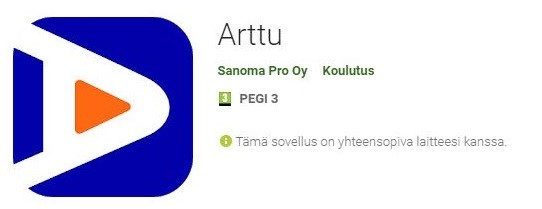 Arttu
Sanoma Pro Oy Koulutus
3 PEGI 3
Tämä sovellus on yhteensopiva laitteesi kanssa.